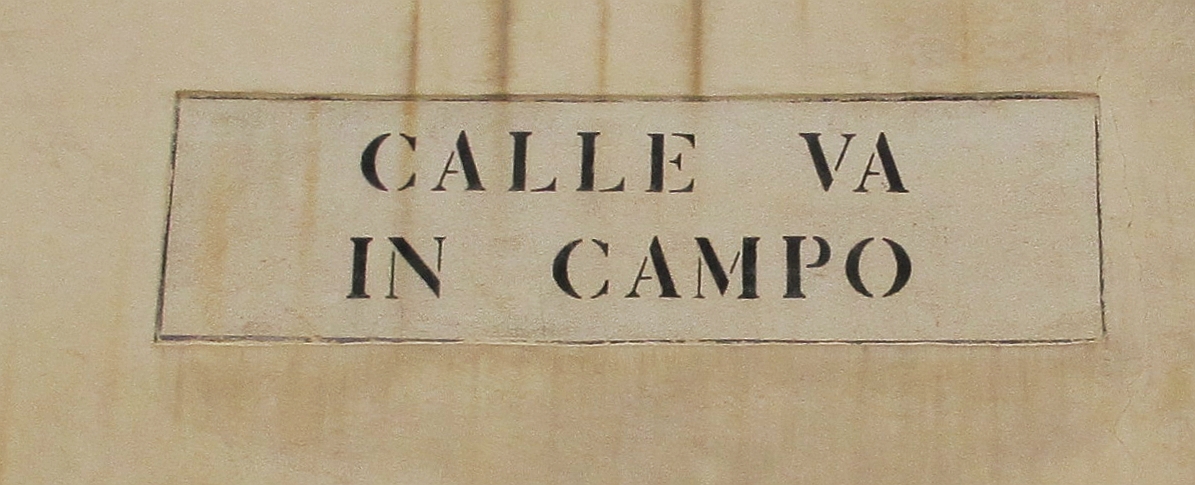 CALLE VA
IN CAMPO